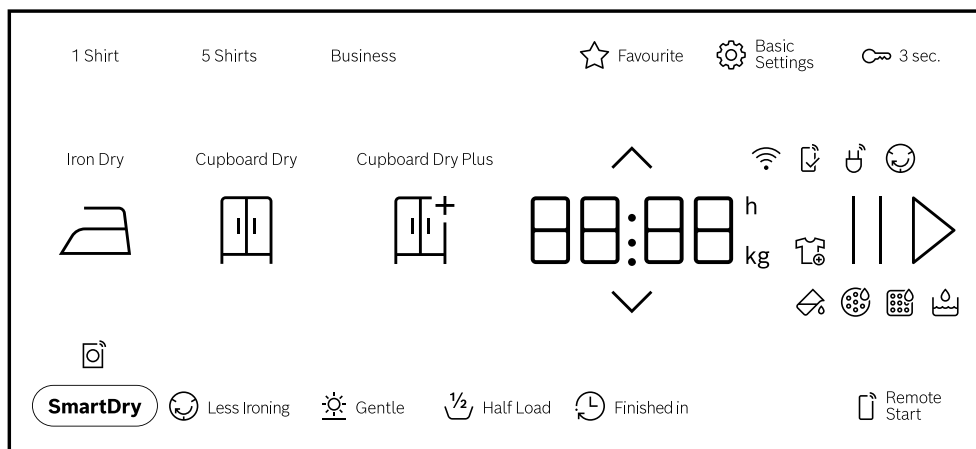 1 Shirt
5 Shirts
Business
Favourite
Basic
Settings
3 sec.
Iron Dry
Cupboard Dry
Cupboard Dry Plus
88:88
h
kg
SmartDry
Less Ironing
Gentle
½
Half Load
Finished in
Remote
Start